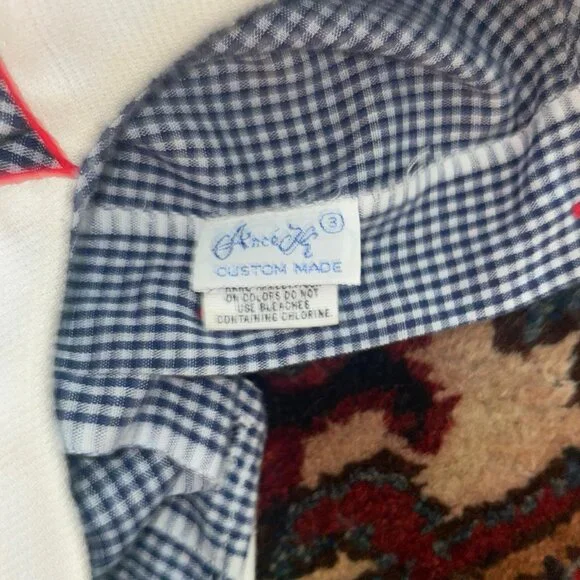 3
CUSTOM MADE
ON COLORS DO NOT
USE BLEACHES
CONTAINING CHLORINE.